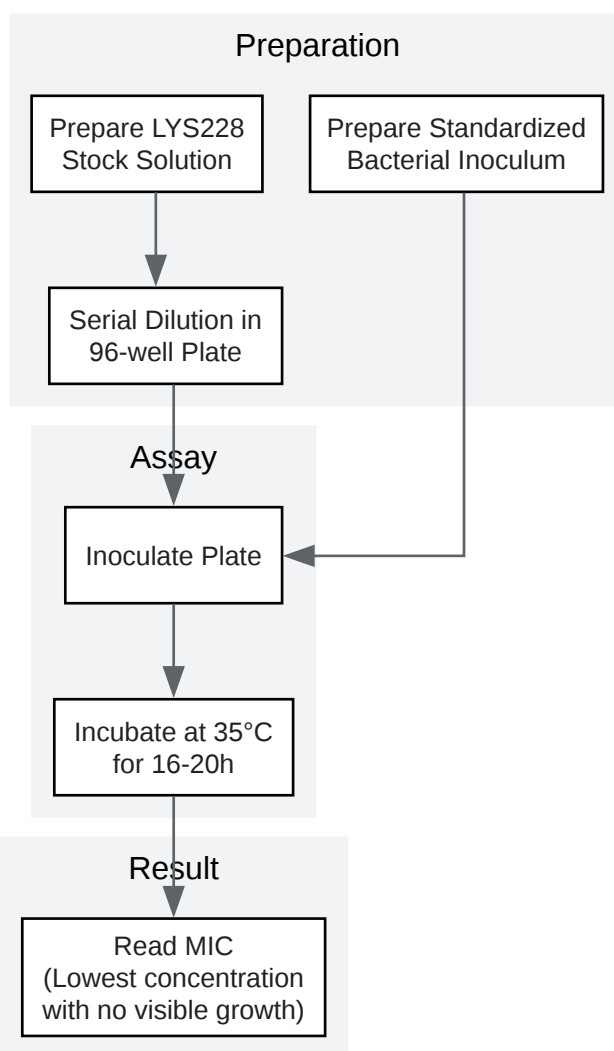 Preparation
Prepare LYS228
Stock Solution
Prepare Standardized
Bacterial Inoculum
Serial Dilution in
96-well Plate
Assay
Inoculate Plate
Incubate at 35°C
for 16-20h
Result
Read MIC
(Lowest concentration
with no visible growth)